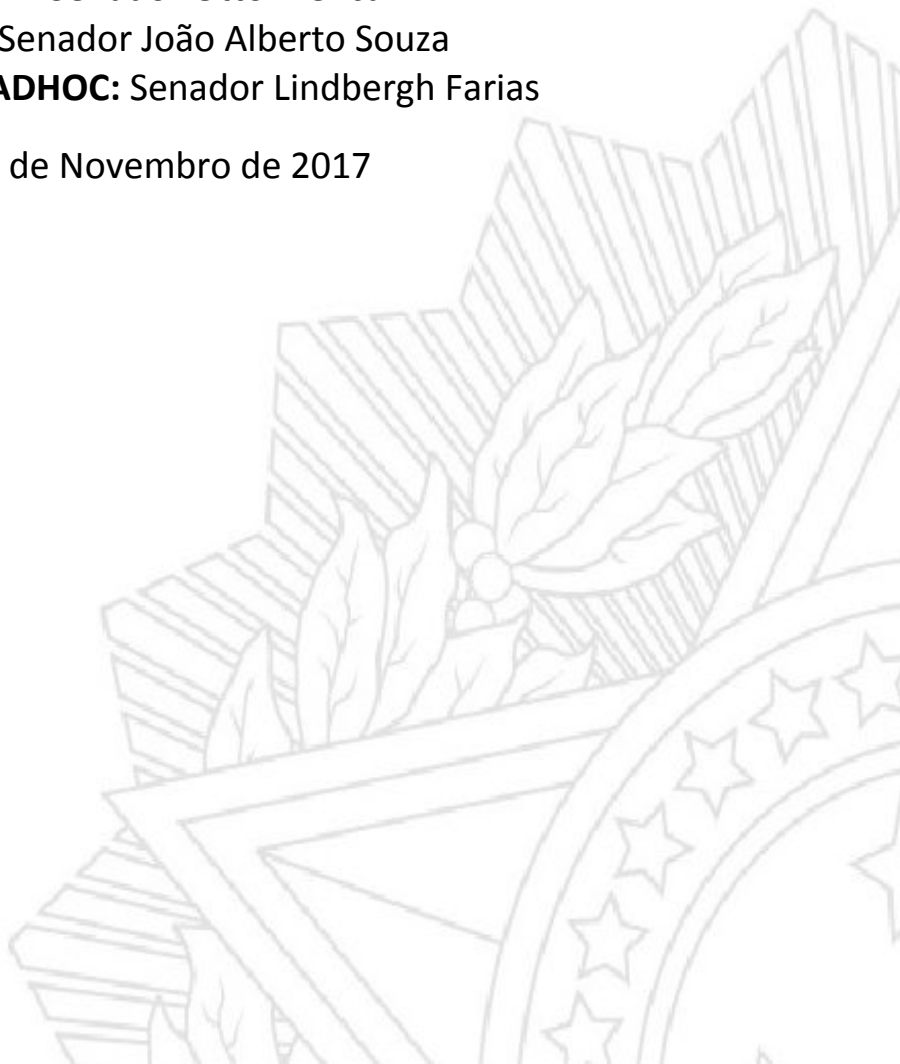 Senador João Alberto Souza
ADHOC: Senador Lindbergh Farias
de Novembro de 2017